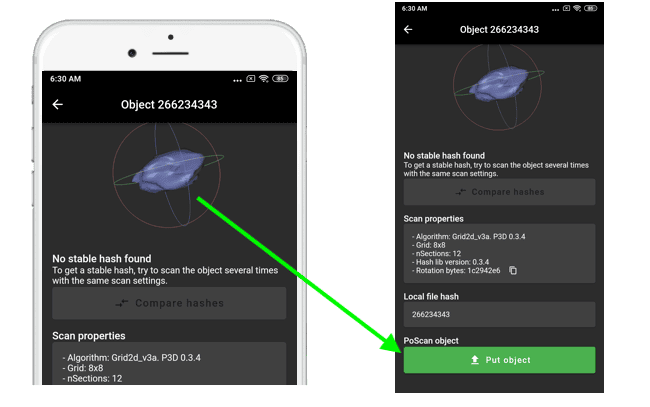 6:30 AM
85
Object 266234343
No stable hash found
To get a stable hash, try to scan the object several times
with the same scan settings.
Compare hashes
Scan properties
- Algorithm: Grid2d_v3a. P3D 0.3.4
- Grid: 8x8
- nSections: 12
6:30 AM
85
Object 266234343
No stable hash found
To get a stable hash, try to scan the object several times
with the same scan settings.
Compare hashes
Scan properties
- Algorithm: Grid2d_v3a. P3D 0.3.4
- Grid: 8x8
- nSections: 12
- Hash lib version: 0.3.4
- Rotation bytes: 1c2942e6
Local file hash
266234343
PoScan object
Put object